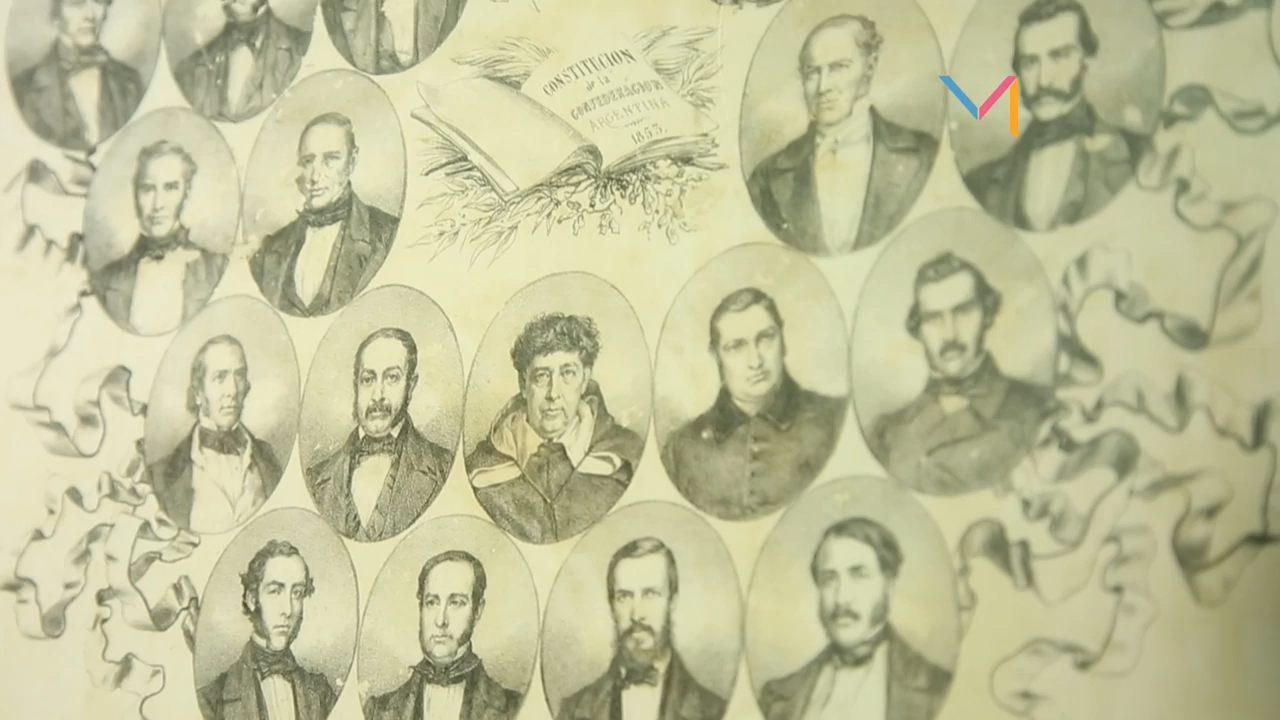 CONSTITUCION
de la
CONFEDERACION
ARGENTINA
1853.